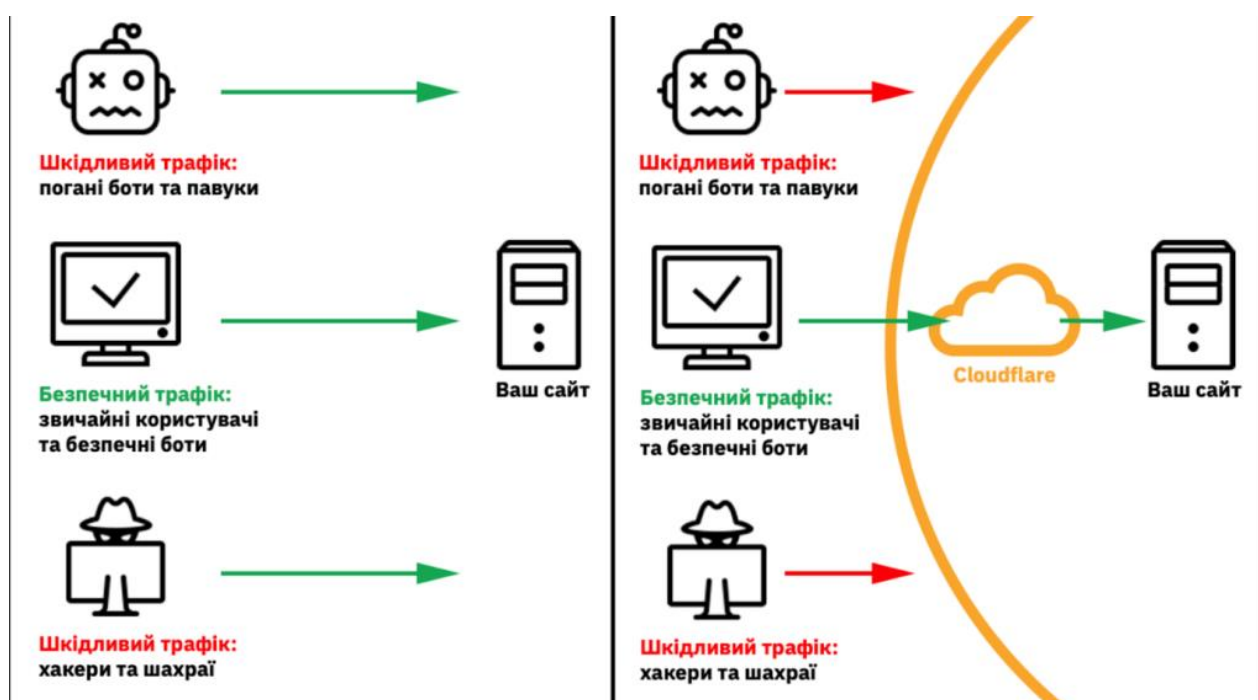 Шкідливий трафік:
погані боти та павуки
Безпечний трафік:
звичайні користувачі
та безпечні боти
Ваш сайт
Шкідливий трафік:
хакери та шахраї
Шкідливий трафік:
погані боти та павуки
Безпечний трафік:
звичайні користувачі
та безпечні боти
Cloudflare
Ваш сайт
Шкідливий трафік:
хакери та шахраї